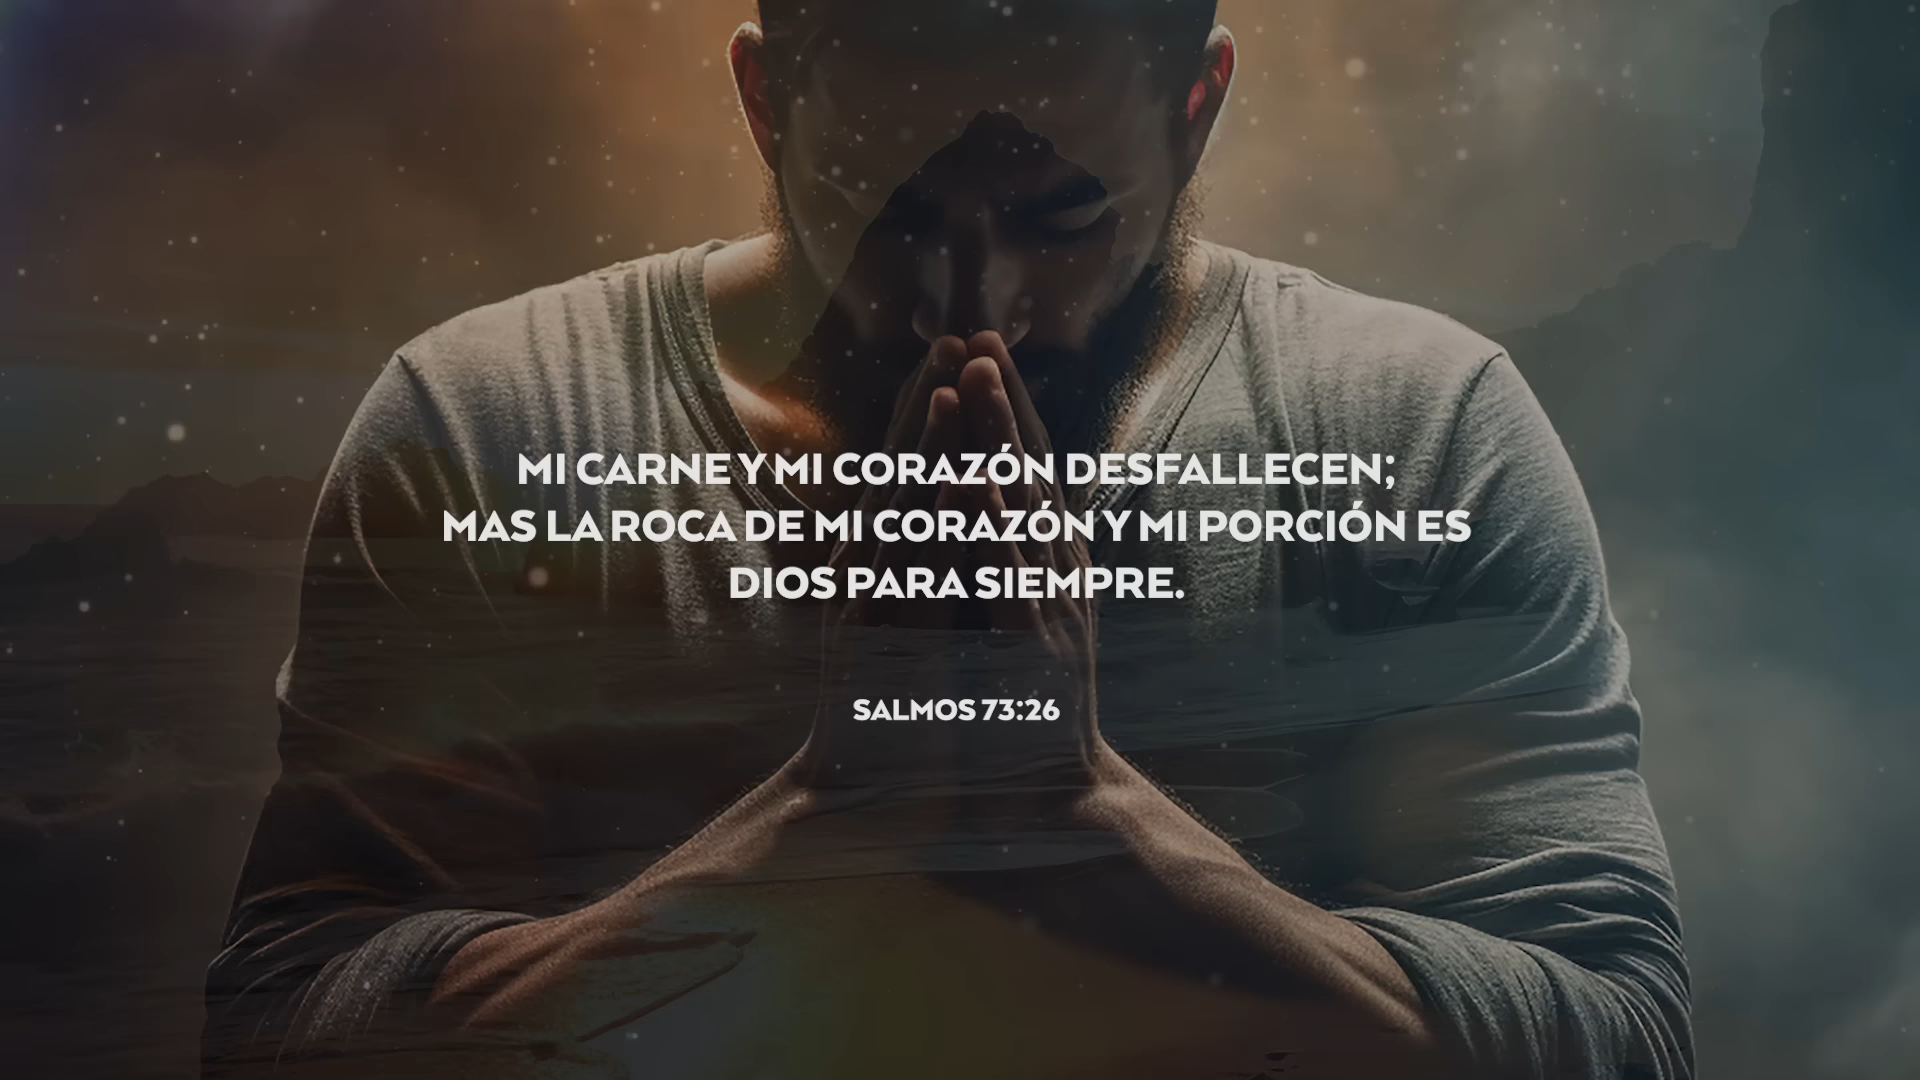 MI CARNE Y MI CORAZÓN DESFALLECEN;
MAS LA ROCA DE MI CORAZÓN Y MI PORCIÓN ES
DIOS PARA SIEMPRE.
SALMOS 73:26